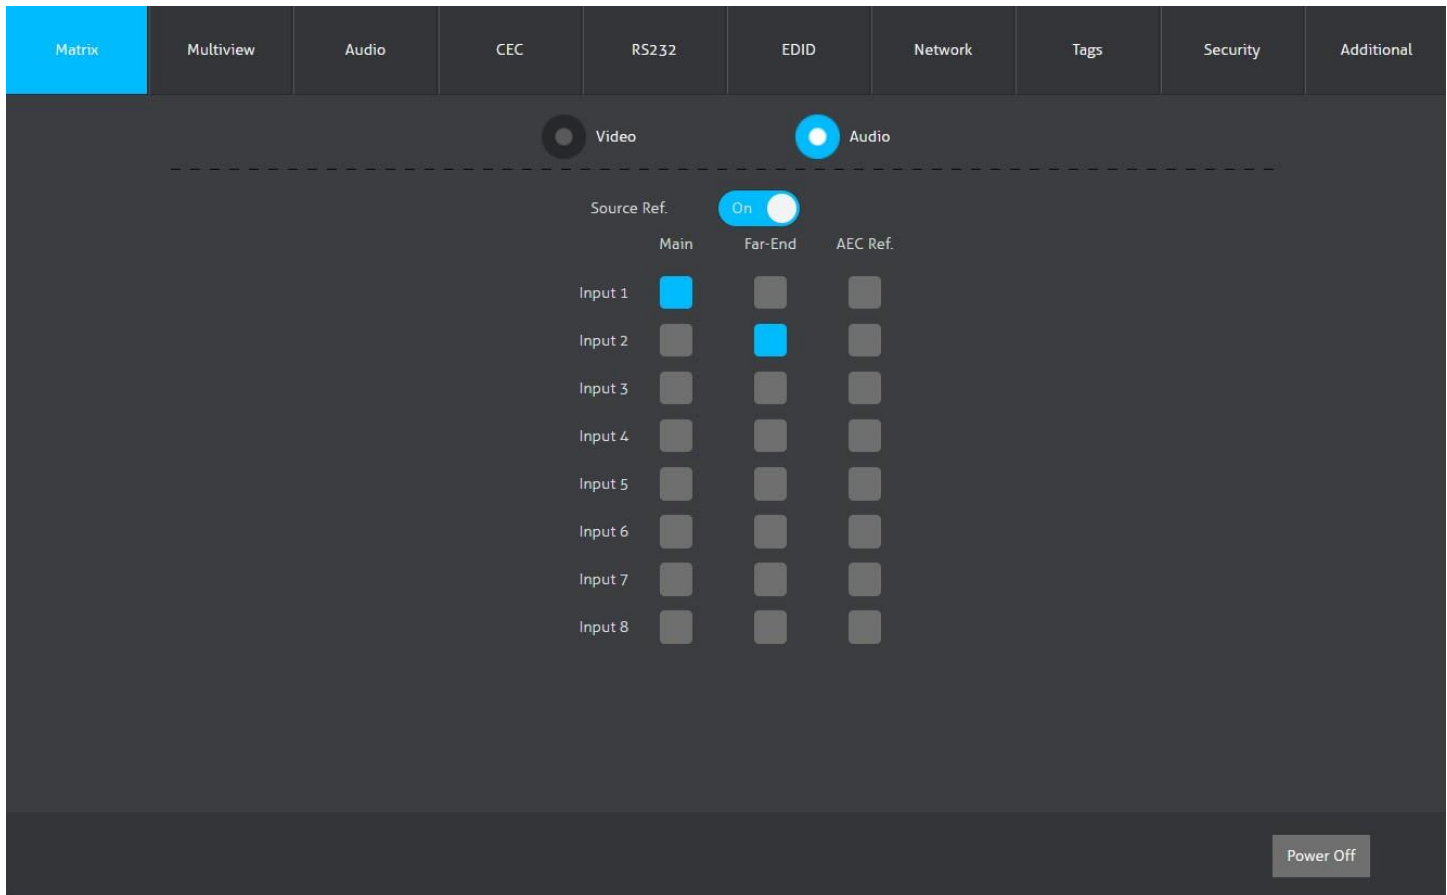 Matrix Multiview Audio CEC RS232 EDID Network Tags Security Additional
Video Audio
Source Ref. On
Main Far-End AEC Ref.
Input 1
Input 2
Input 3
Input 4
Input 5
Input 6
Input 7
Input 8
Power Off